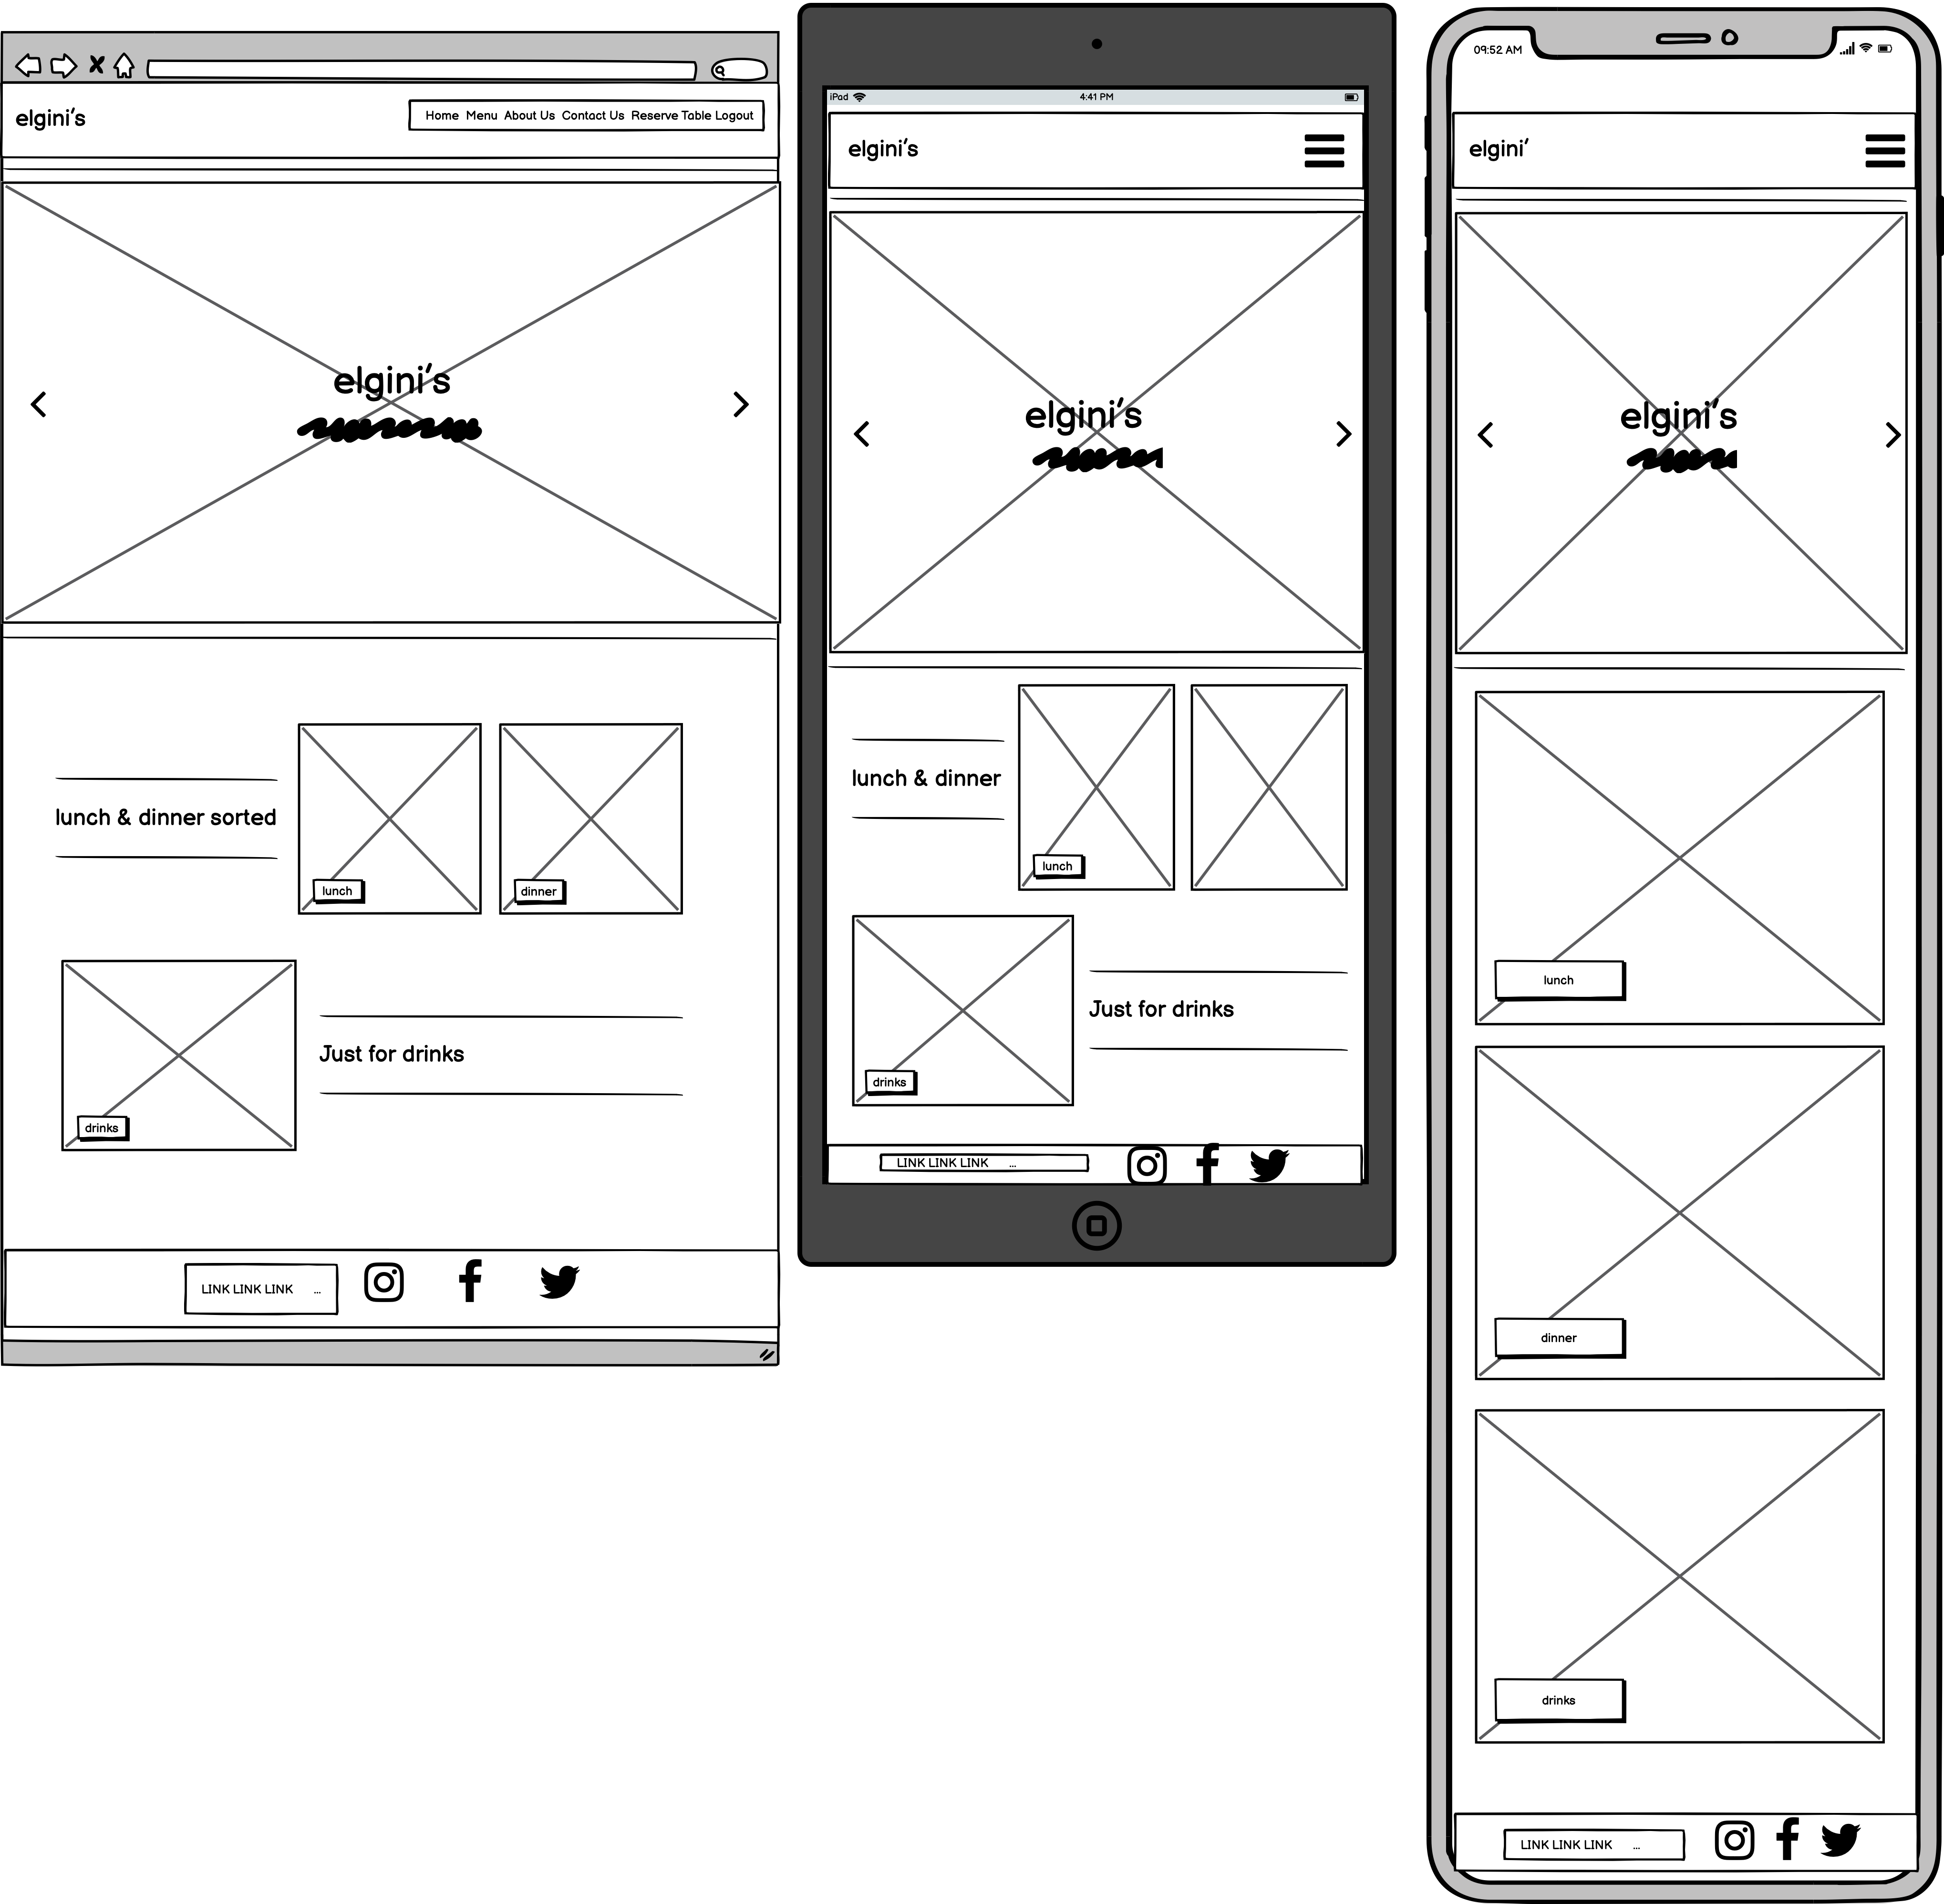 elgini's
Home Menu About Us Contact Us Reserve Table Logout
elgini's
lunch & dinner sorted
lunch
dinner
drinks
Just for drinks
LINK LINK LINK ...
iPad
4:41 PM
elgini's
elgini's
lunch & dinner
lunch
drinks
Just for drinks
LINK LINK LINK ...
09:52 AM
elgini'
elgini's
lunch
dinner
drinks
LINK LINK LINK ...